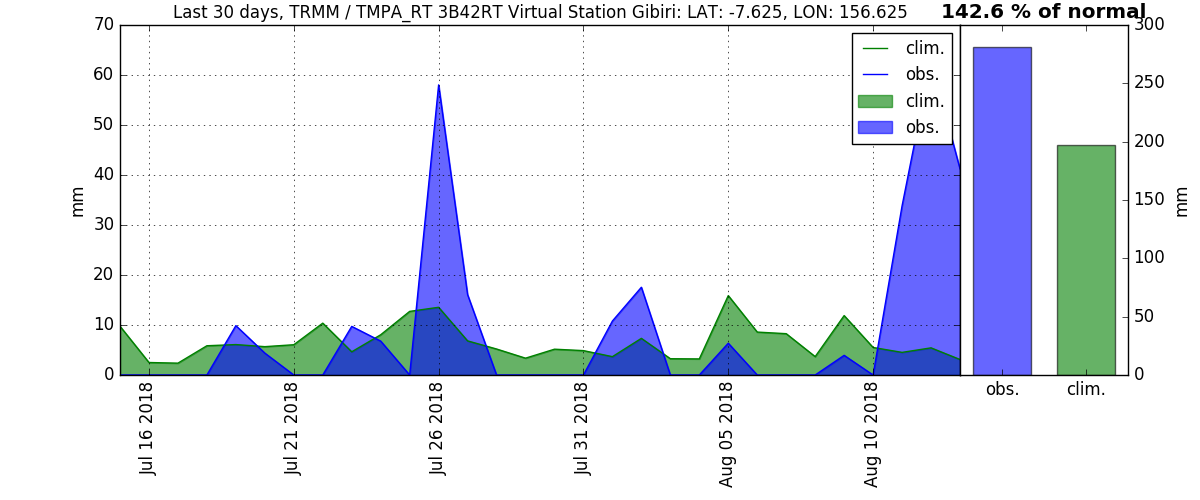 Last 30 days, TRMM / TMPA_RT 3B42RT Virtual Station Gibiri: LAT: -7.625, LON: 156.625
142.6 % of normal
70
60
50
40
30
20
10
0
mm
clim.
obs.
clim.
obs.
Jul 16 2018
Jul 21 2018
Jul 26 2018
Jul 31 2018
Aug 05 2018
Aug 10 2018
300
250
200
150
100
50
0
mm
obs.
clim.